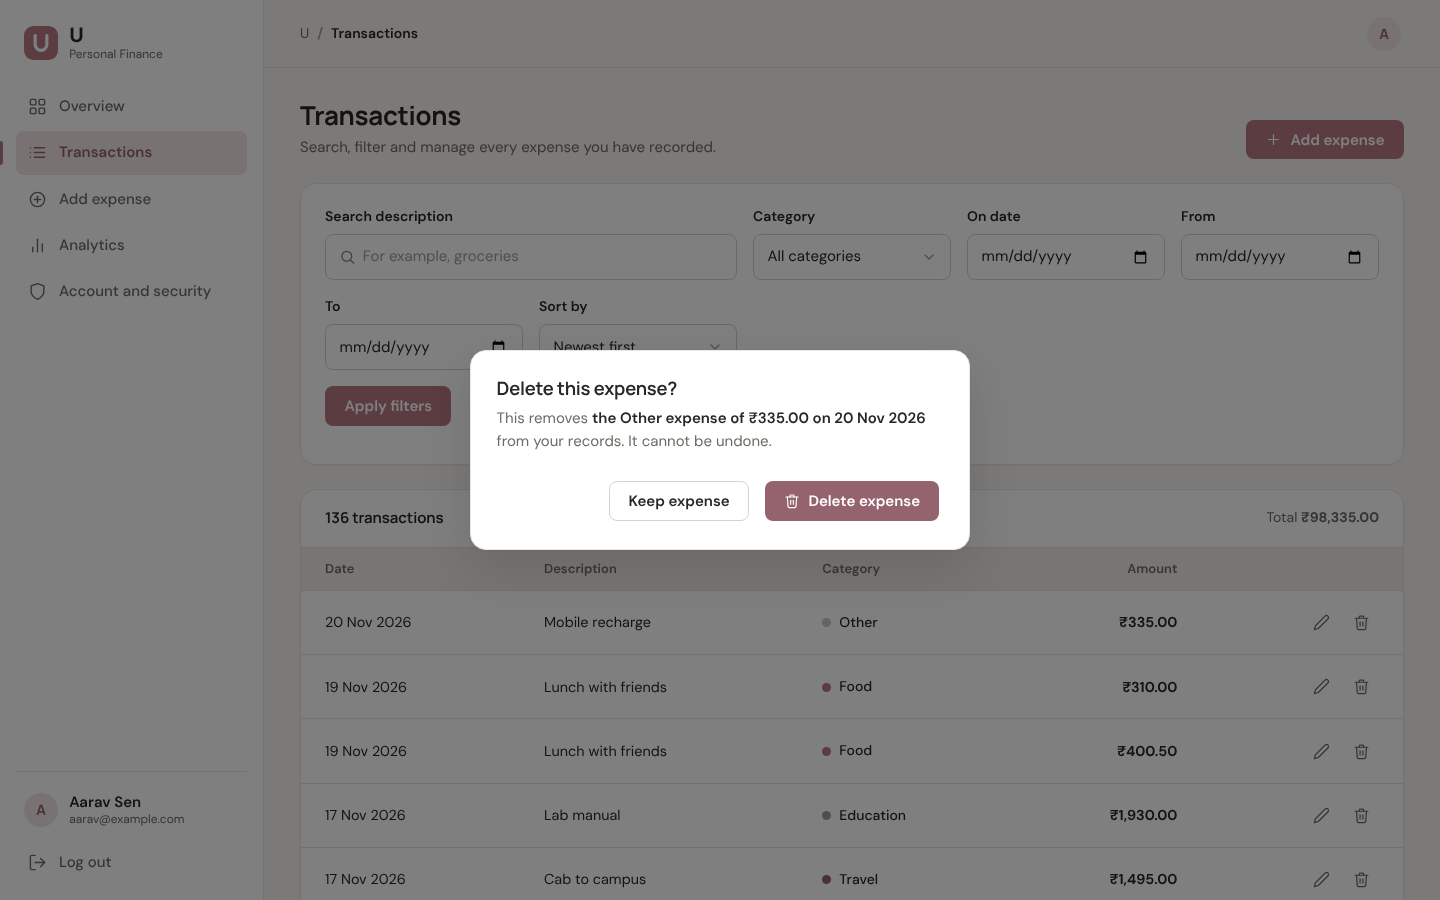 U
U
Personal Finance
Overview
Transactions
Add expense
Analytics
Account and security
Aarav Sen
A
aarav@example.com
Log out
U / Transactions
A
Transactions
Search, filter and manage every expense you have recorded.
Add expense
Search description
Category
On date
From
For example, groceries
All categories
mm/dd/yyyy
mm/dd/yyyy
To
Sort by
mm/dd/yyyy
Newest first
Apply filters
Delete this expense?
This removes the Other expense of ₹335.00 on 20 Nov 2026
from your records. It cannot be undone.
Keep expense
Delete expense
136 transactions
Total ₹98,335.00
Date Description Category Amount
20 Nov 2026 Mobile recharge Other ₹335.00
19 Nov 2026 Lunch with friends Food ₹310.00
19 Nov 2026 Lunch with friends Food ₹400.50
17 Nov 2026 Lab manual Education ₹1,930.00
17 Nov 2026 Cab to campus Travel ₹1,495.00